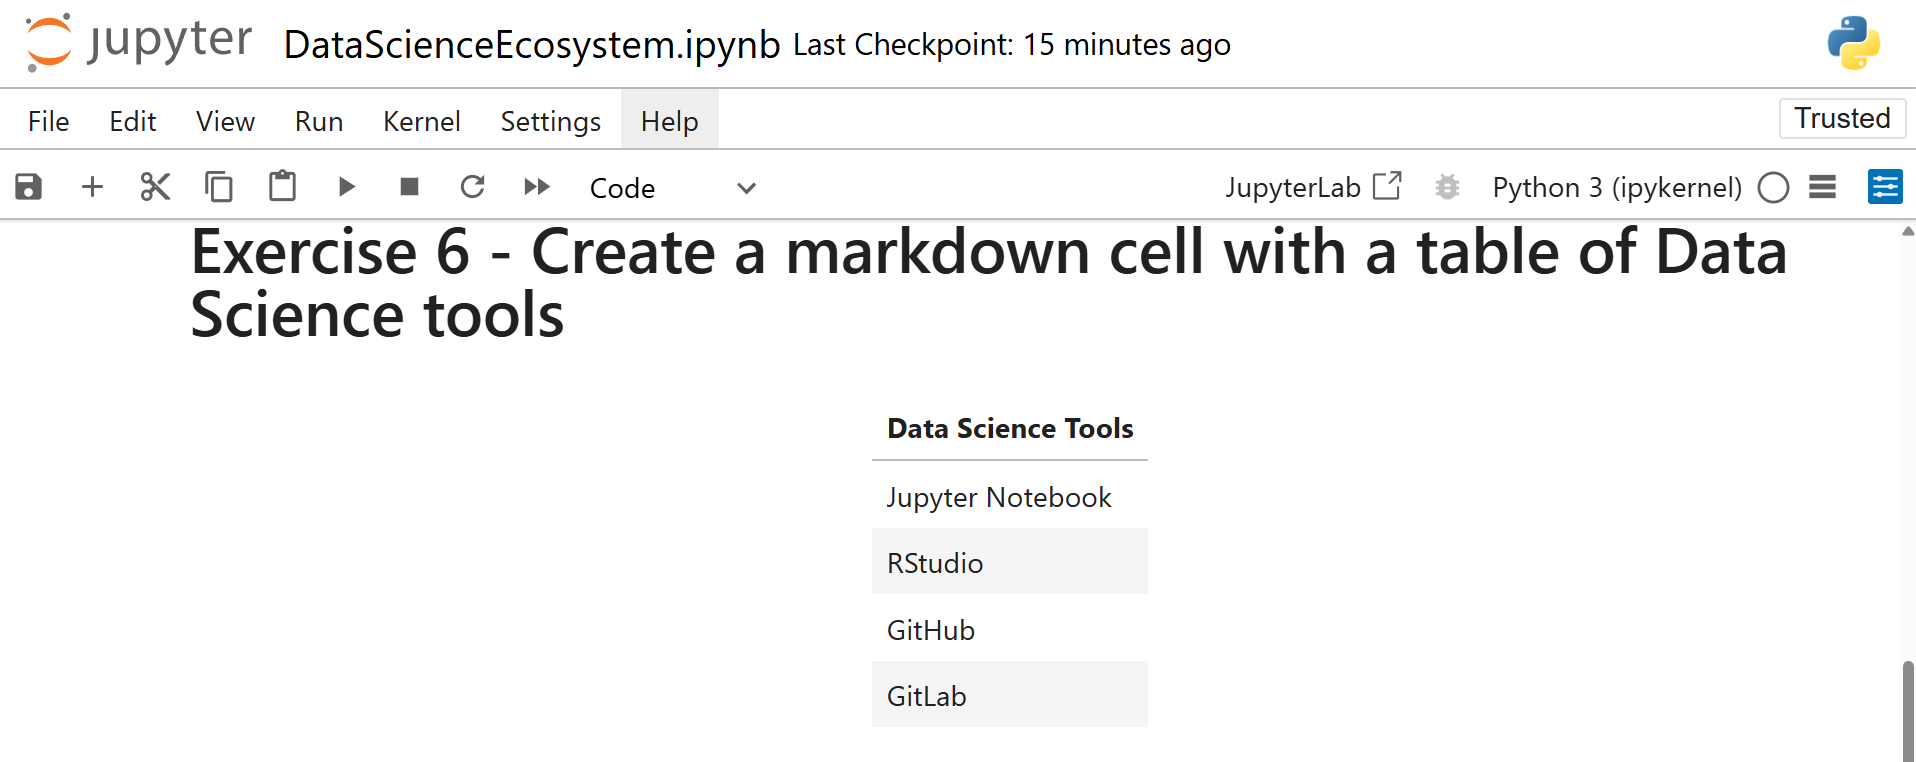 jupyter DataScienceEcosystem.ipynb Last Checkpoint: 15 minutes ago
File Edit View Run Kernel Settings Help Trusted
Code JupyterLab Python 3 (ipykernel)
Exercise 6 - Create a markdown cell with a table of Data
Science tools
Data Science Tools
Jupyter Notebook
RStudio
GitHub
GitLab